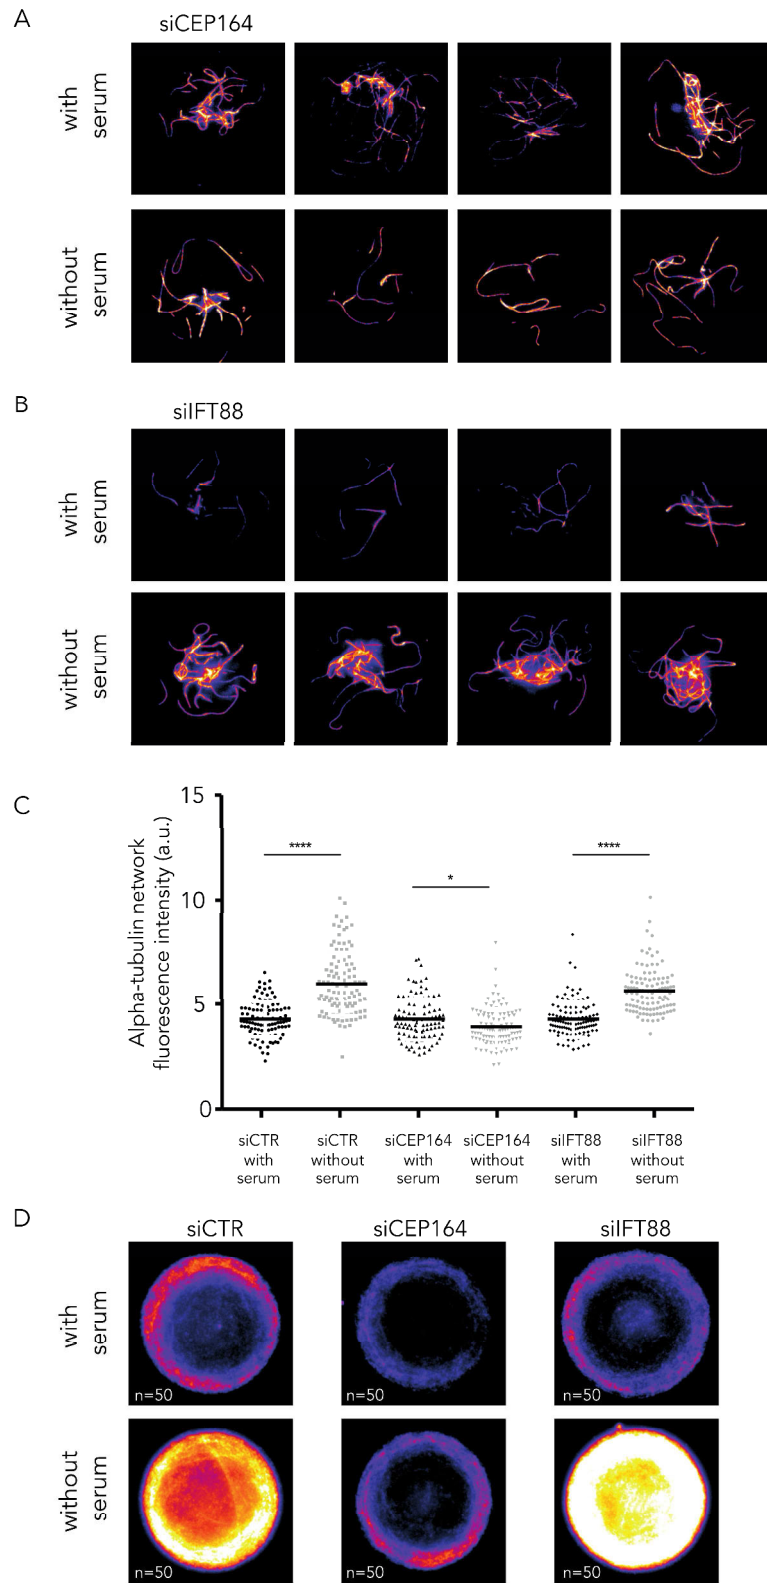 A
siCEP164
with
serum
without
serum
B
siIFT88
with
serum
without
serum
C
Alpha-tubulin network
fluorescence intensity (a.u.)
15
10
5
0
****
*
****
siCTR
with
serum
siCTR
without
serum
siCEP164
with
serum
siCEP164
without
serum
siIFT88
with
serum
siIFT88
without
serum
D
siCTR
siCEP164
siIFT88
with
serum
n=50
n=50
n=50
without
serum
n=50
n=50
n=50